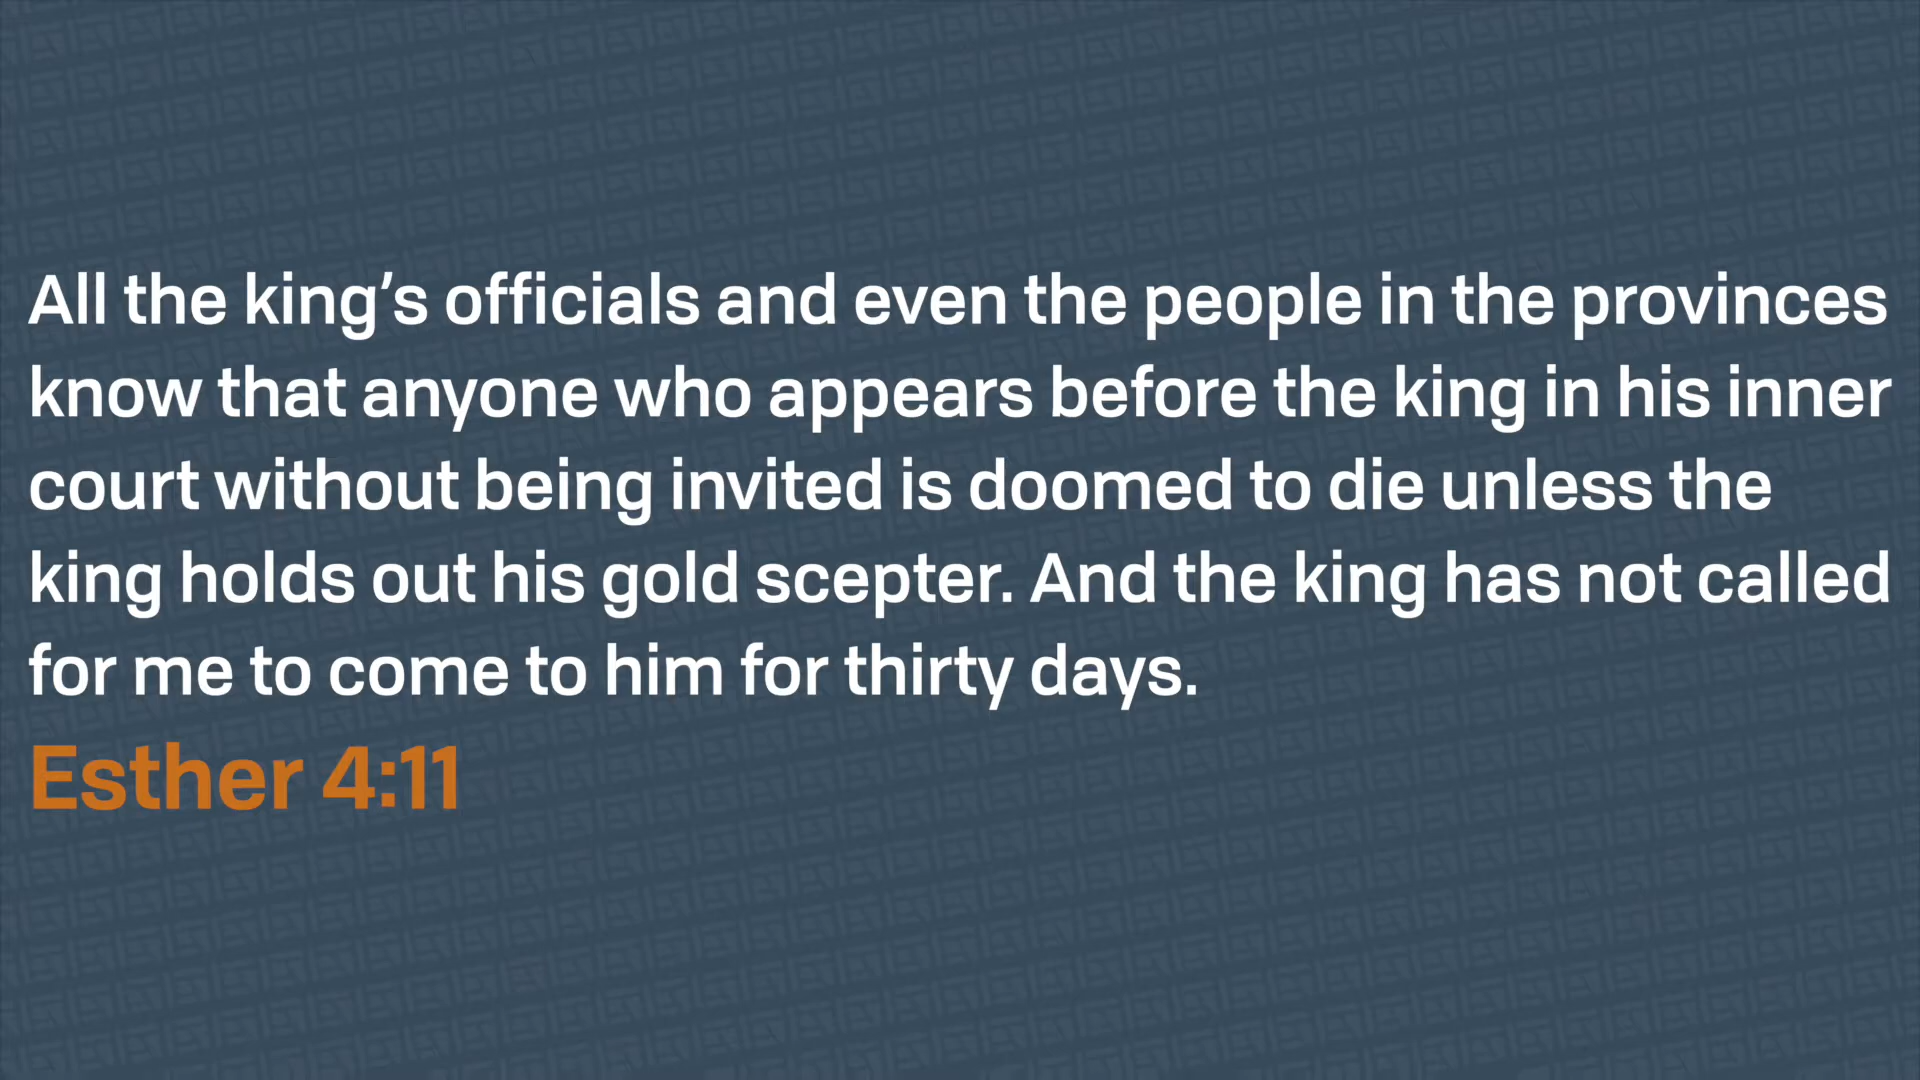 All the king’s officials and even the people in the provinces
know that anyone who appears before the king in his inner
court without being invited is doomed to die unless the
king holds out his gold scepter. And the king has not called
for me to come to him for thirty days.
Esther 4:11